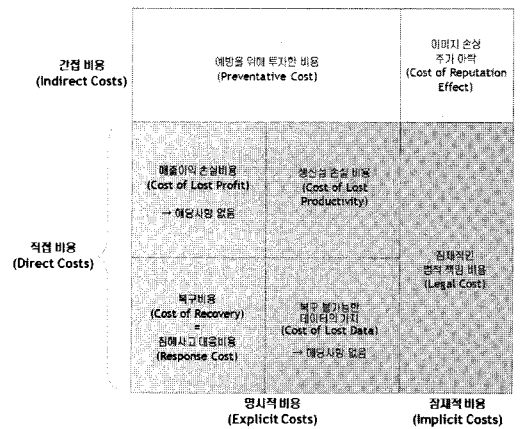 간접 비용
(Indirect Costs)
예방을 위해 투자한 비용
(Preventative Cost)
이미지 손상
주가 하락
(Cost of Reputation
Effect)
직접 비용
(Direct Costs)
매출이익 손실비용
(Cost of Lost Profit)
→ 해당사항 없음
생산성 손실 비용
(Cost of Lost
Productivity)
잠재적인
법적 책임 비용
(Legal Cost)
복구비용
(Cost of Recovery)
=
침해사고 대응비용
(Response Cost)
복구 불가능한
데이터의 가치
(Cost of Lost Data)
→ 해당사항 없음
명시적 비용
(Explicit Costs)
잠재적 비용
(Implicit Costs)